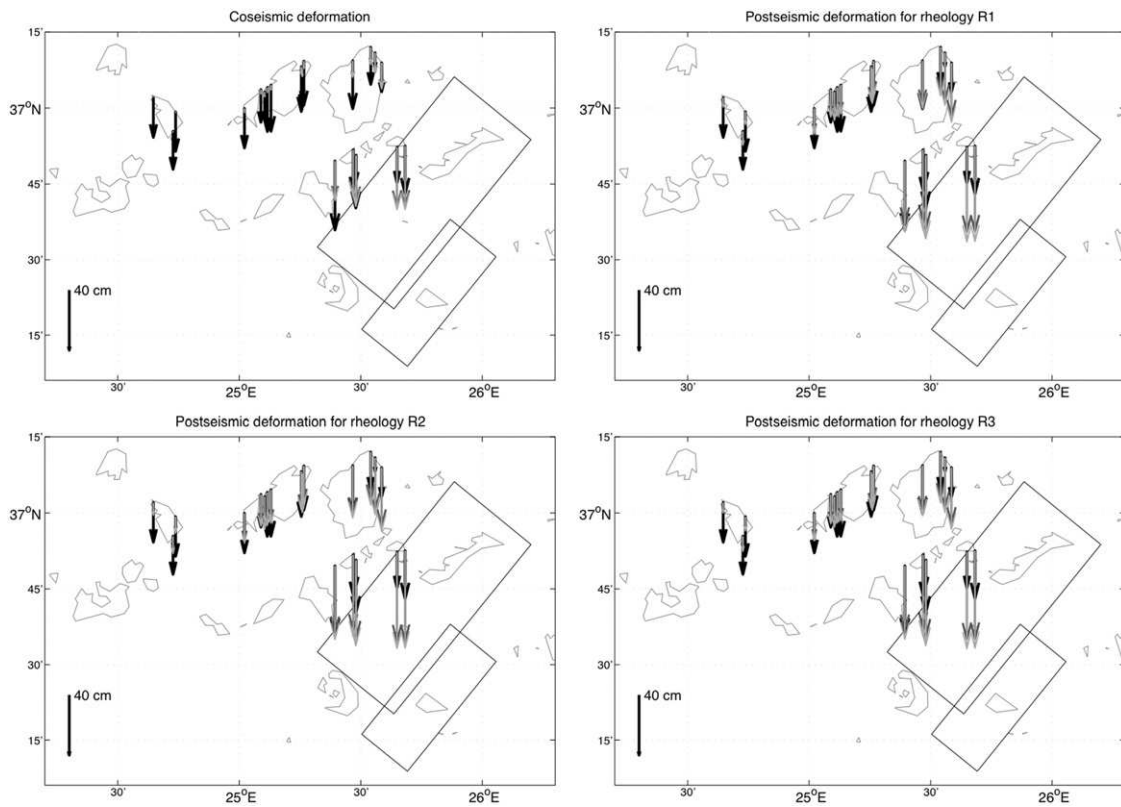 Coseismic deformation
15'
37°N
45'
30'
15'
40 cm
30'
25°E
30'
26°E
Postseismic deformation for rheology R1
15'
37°N
45'
30'
15'
40 cm
30'
25°E
30'
26°E
Postseismic deformation for rheology R2
15'
37°N
45'
30'
15'
40 cm
30'
25°E
30'
26°E
Postseismic deformation for rheology R3
15'
37°N
45'
30'
15'
40 cm
30'
25°E
30'
26°E